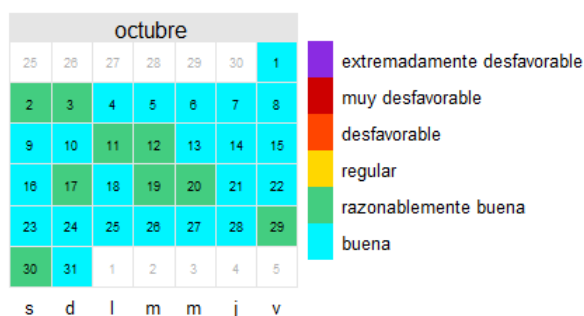 octubre
25 26 27 28 29 30 1
2 3 4 5 6 7 8
9 10 11 12 13 14 15
16 17 18 19 20 21 22
23 24 25 26 27 28 29
30 31 1 2 3 4 5
s d l m m j v
extremadamente desfavorable
muy desfavorable
desfavorable
regular
razonablemente buena
buena